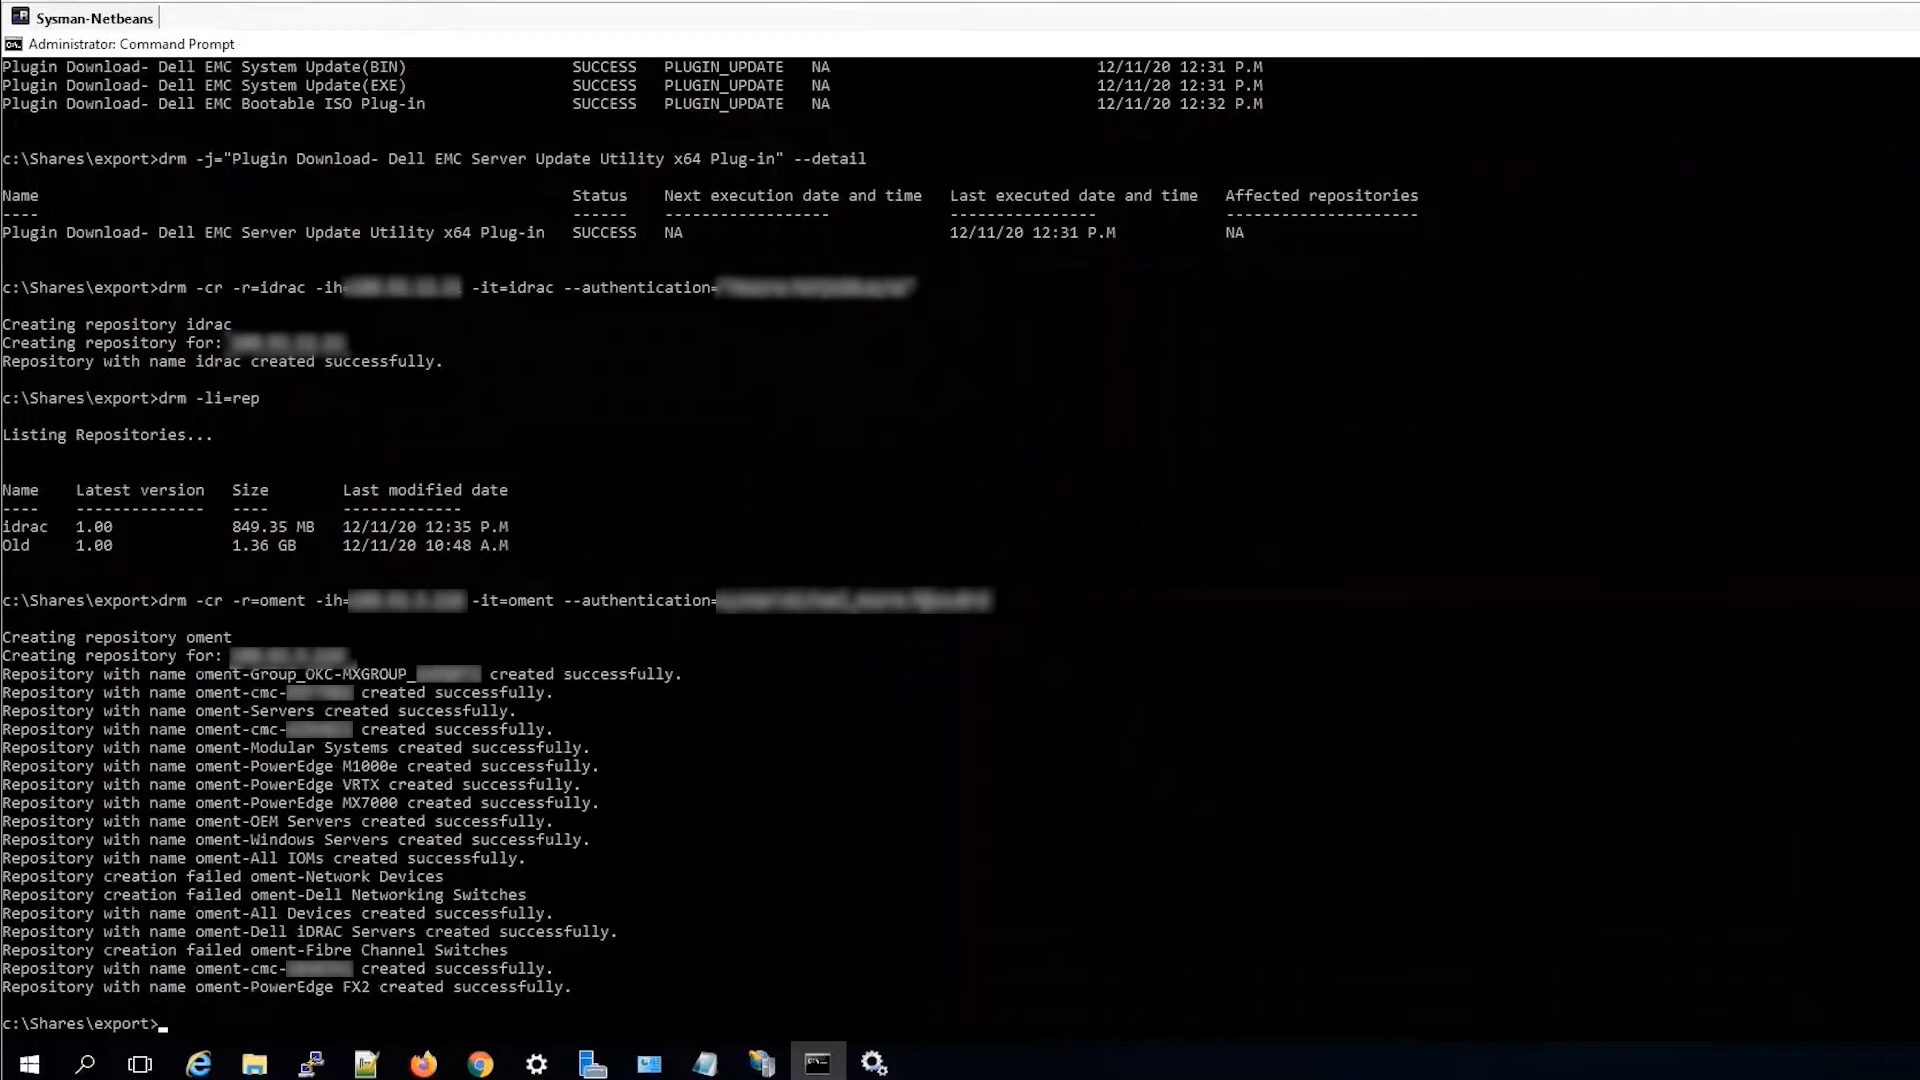 Sysman-Netbeans
Administrator: Command Prompt
Plugin Download- Dell EMC System Update(BIN) SUCCESS PLUGIN_UPDATE NA 12/11/20 12:31 P.M
Plugin Download- Dell EMC System Update(EXE) SUCCESS PLUGIN_UPDATE NA 12/11/20 12:31 P.M
Plugin Download- Dell EMC Bootable ISO Plug-in SUCCESS PLUGIN_UPDATE NA 12/11/20 12:32 P.M
c:\Shares\export>drm -j="Plugin Download- Dell EMC Server Update Utility x64 Plug-in" --detail
Name Status Next execution date and time Last executed date and time Affected repositories
---- ------ ------------------ ---------------- ---------------------
Plugin Download- Dell EMC Server Update Utility x64 Plug-in SUCCESS NA 12/11/20 12:31 P.M NA
c:\Shares\export>drm -cr -r=idrac -ih= -it=idrac --authentication=
Creating repository idrac
Creating repository for:
Repository with name idrac created successfully.
c:\Shares\export>drm -li=rep
Listing Repositories...
Name Latest version Size Last modified date
---- -------------- ---- -------------
idrac 1.00 849.35 MB 12/11/20 12:35 P.M
Old 1.00 1.36 GB 12/11/20 10:48 A.M
c:\Shares\export>drm -cr -r=oment -ih= -it=oment --authentication=
Creating repository oment
Creating repository for:
Repository with name oment-Group_OKC-MXGROUP_ created successfully.
Repository with name oment-cmc- created successfully.
Repository with name oment-Servers created successfully.
Repository with name oment-cmc- created successfully.
Repository with name oment-Modular Systems created successfully.
Repository with name oment-PowerEdge M1000e created successfully.
Repository with name oment-PowerEdge VRTX created successfully.
Repository with name oment-PowerEdge MX7000 created successfully.
Repository with name oment-OEM Servers created successfully.
Repository with name oment-Windows Servers created successfully.
Repository with name oment-All IOMs created successfully.
Repository creation failed oment-Network Devices
Repository creation failed oment-Dell Networking Switches
Repository with name oment-All Devices created successfully.
Repository with name oment-Dell iDRAC Servers created successfully.
Repository creation failed oment-Fibre Channel Switches
Repository with name oment-cmc- created successfully.
Repository with name oment-PowerEdge FX2 created successfully.
c:\Shares\export>